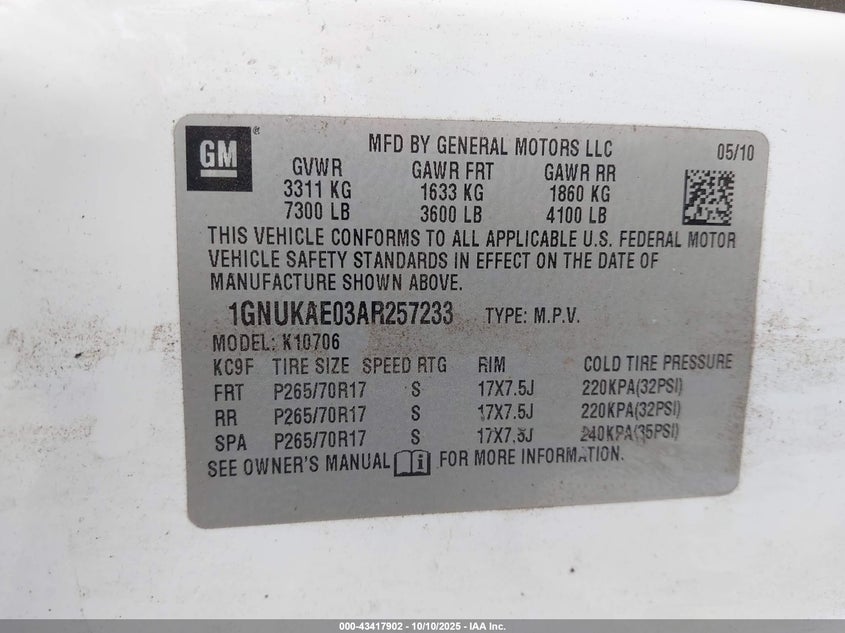 GM ®
MFD BY GENERAL MOTORS LLC 05/10
GVWR GAWR FRT GAWR RR
3311 KG 1633 KG 1860 KG
7300 LB 3600 LB 4100 LB
THIS VEHICLE CONFORMS TO ALL APPLICABLE U.S. FEDERAL MOTOR
VEHICLE SAFETY STANDARDS IN EFFECT ON THE DATE OF
MANUFACTURE SHOWN ABOVE.
1GNUKAE03AR257233 TYPE: M.P.V.
MODEL: K10706
KC9F TIRE SIZE SPEED RTG RIM COLD TIRE PRESSURE
FRT P265/70R17 S 17X7.5J 220KPA(32PSI)
RR P265/70R17 S 17X7.5J 220KPA(32PSI)
SPA P265/70R17 S 17X7.5J 240KPA(35PSI)
SEE OWNER'S MANUAL i FOR MORE INFORMATION.
000-43417902 - 10/10/2025 - IAA Inc.